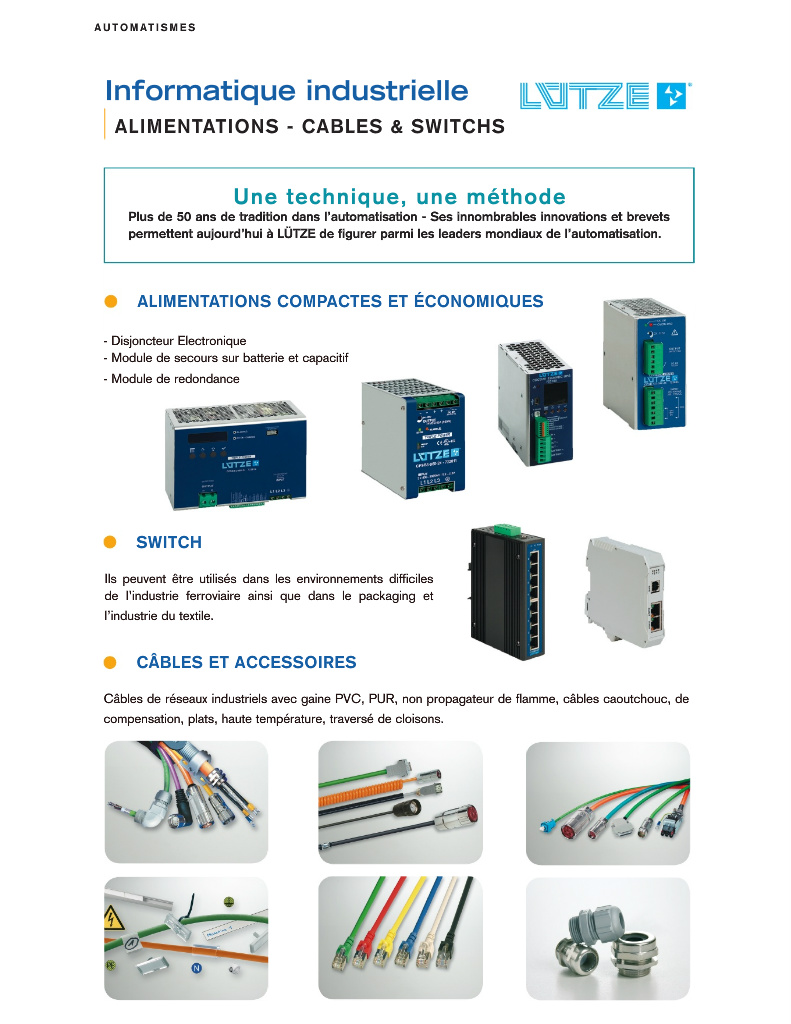 AUTOMATISMES
Informatique industrielle
LÜTZE
ALIMENTATIONS - CABLES & SWITCHS
Une technique, une méthode
Plus de 50 ans de tradition dans l'automatisation - Ses innombrables innovations et brevets
permettent aujourd'hui à LÜTZE de figurer parmi les leaders mondiaux de l'automatisation.
ALIMENTATIONS COMPACTES ET ÉCONOMIQUES
- Disjoncteur Electronique
- Module de secours sur batterie et capacitif
- Module de redondance
LÜTZE
LÜTZE
LÜTZE
LÜTZE
SWITCH
Ils peuvent être utilisés dans les environnements difficiles
de l'industrie ferroviaire ainsi que dans le packaging et
l'industrie du textile.
CÂBLES ET ACCESSOIRES
Câbles de réseaux industriels avec gaine PVC, PUR, non propagateur de flamme, câbles caoutchouc, de
compensation, plats, haute température, traversé de cloisons.
N